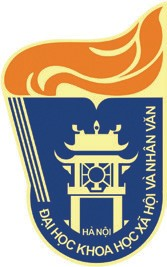 HÀ NỘI
ĐẠI HỌC KHOA HỌC XÃ HỘI VÀ NHÂN VĂN